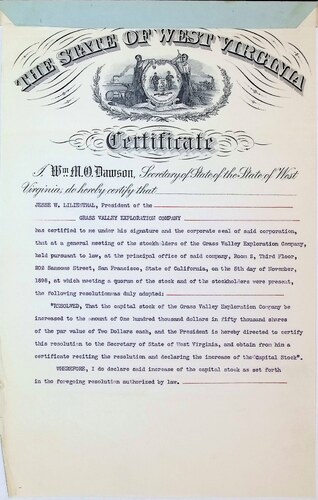 THE STATE OF WEST VIRGINIA
Certificate
I Wm. M.O. Dawson, Secretary of State of the State of West
Virginia, do hereby certify that
JESSE W. LILIENTHAL, President of the
GRASS VALLEY EXPLORATION COMPANY
has certified to me under his signature and the corporate seal of said corporation,
that at a general meeting of the stockholders of the Grass Valley Exploration Company,
held pursuant to law, at the principal office of said company, Room 2, Third Floor,
Sansome Street, San Francisco, State of California, on the 5th day of November,
1898, at which meeting a quorum of the stock and of the stockholders were present,
the following resolution was duly adopted:
"RESOLVED, That the capital stock of the Grass Valley Exploration Company be
increased to the amount of One hundred thousand dollars in fifty thousand shares
of the par value of Two Dollars each, and the President is hereby directed to certify
this resolution to the Secretary of State of West Virginia, and obtain from him a
certificate reciting the resolution and declaring the increase of the Capital Stock".
THEREFORE, I do declare said increase of the capital stock as set forth
in the foregoing resolution authorized by law.